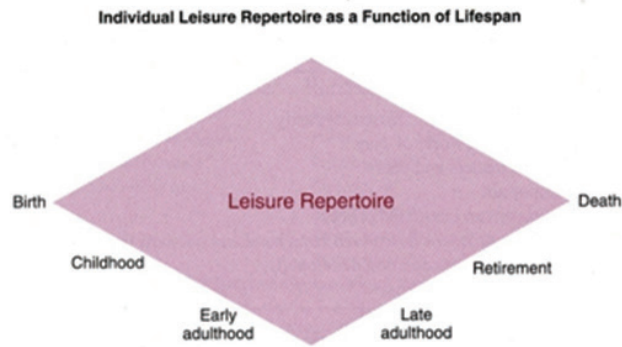 Individual Leisure Repertoire as a Function of Lifespan
Leisure Repertoire
Birth
Death
Childhood
Retirement
Early
adulthood
Late
adulthood